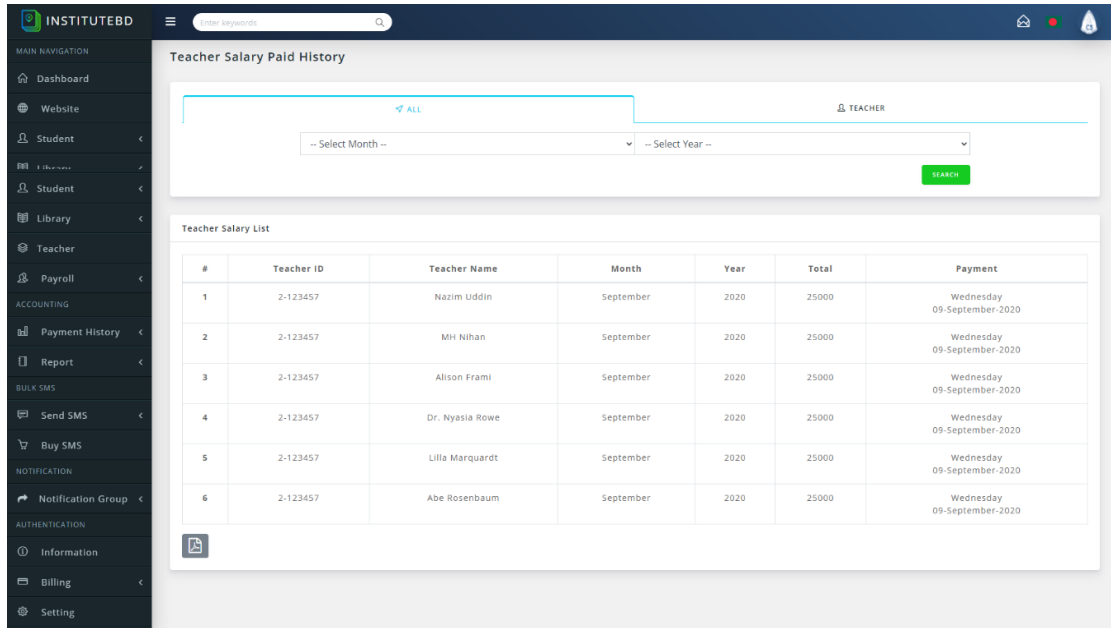 INSTITUTEBD
Enter keywords
MAIN NAVIGATION
Dashboard
Website
Student
Library
Student
Library
Teacher
Payroll
ACCOUNTING
Payment History
Report
BULK SMS
Send SMS
Buy SMS
NOTIFICATION
Notification Group
AUTHENTICATION
Information
Billing
Setting
Teacher Salary Paid History
ALL
TEACHER
-- Select Month --
-- Select Year --
SEARCH
Teacher Salary List
# Teacher ID Teacher Name Month Year Total Payment
1 2-123457 Nazim Uddin September 2020 25000 Wednesday
09-September-2020
2 2-123457 MH Nihan September 2020 25000 Wednesday
09-September-2020
3 2-123457 Alison Frami September 2020 25000 Wednesday
09-September-2020
4 2-123457 Dr. Nyasia Rowe September 2020 25000 Wednesday
09-September-2020
5 2-123457 Lilla Marquardt September 2020 25000 Wednesday
09-September-2020
6 2-123457 Abe Rosenbaum September 2020 25000 Wednesday
09-September-2020